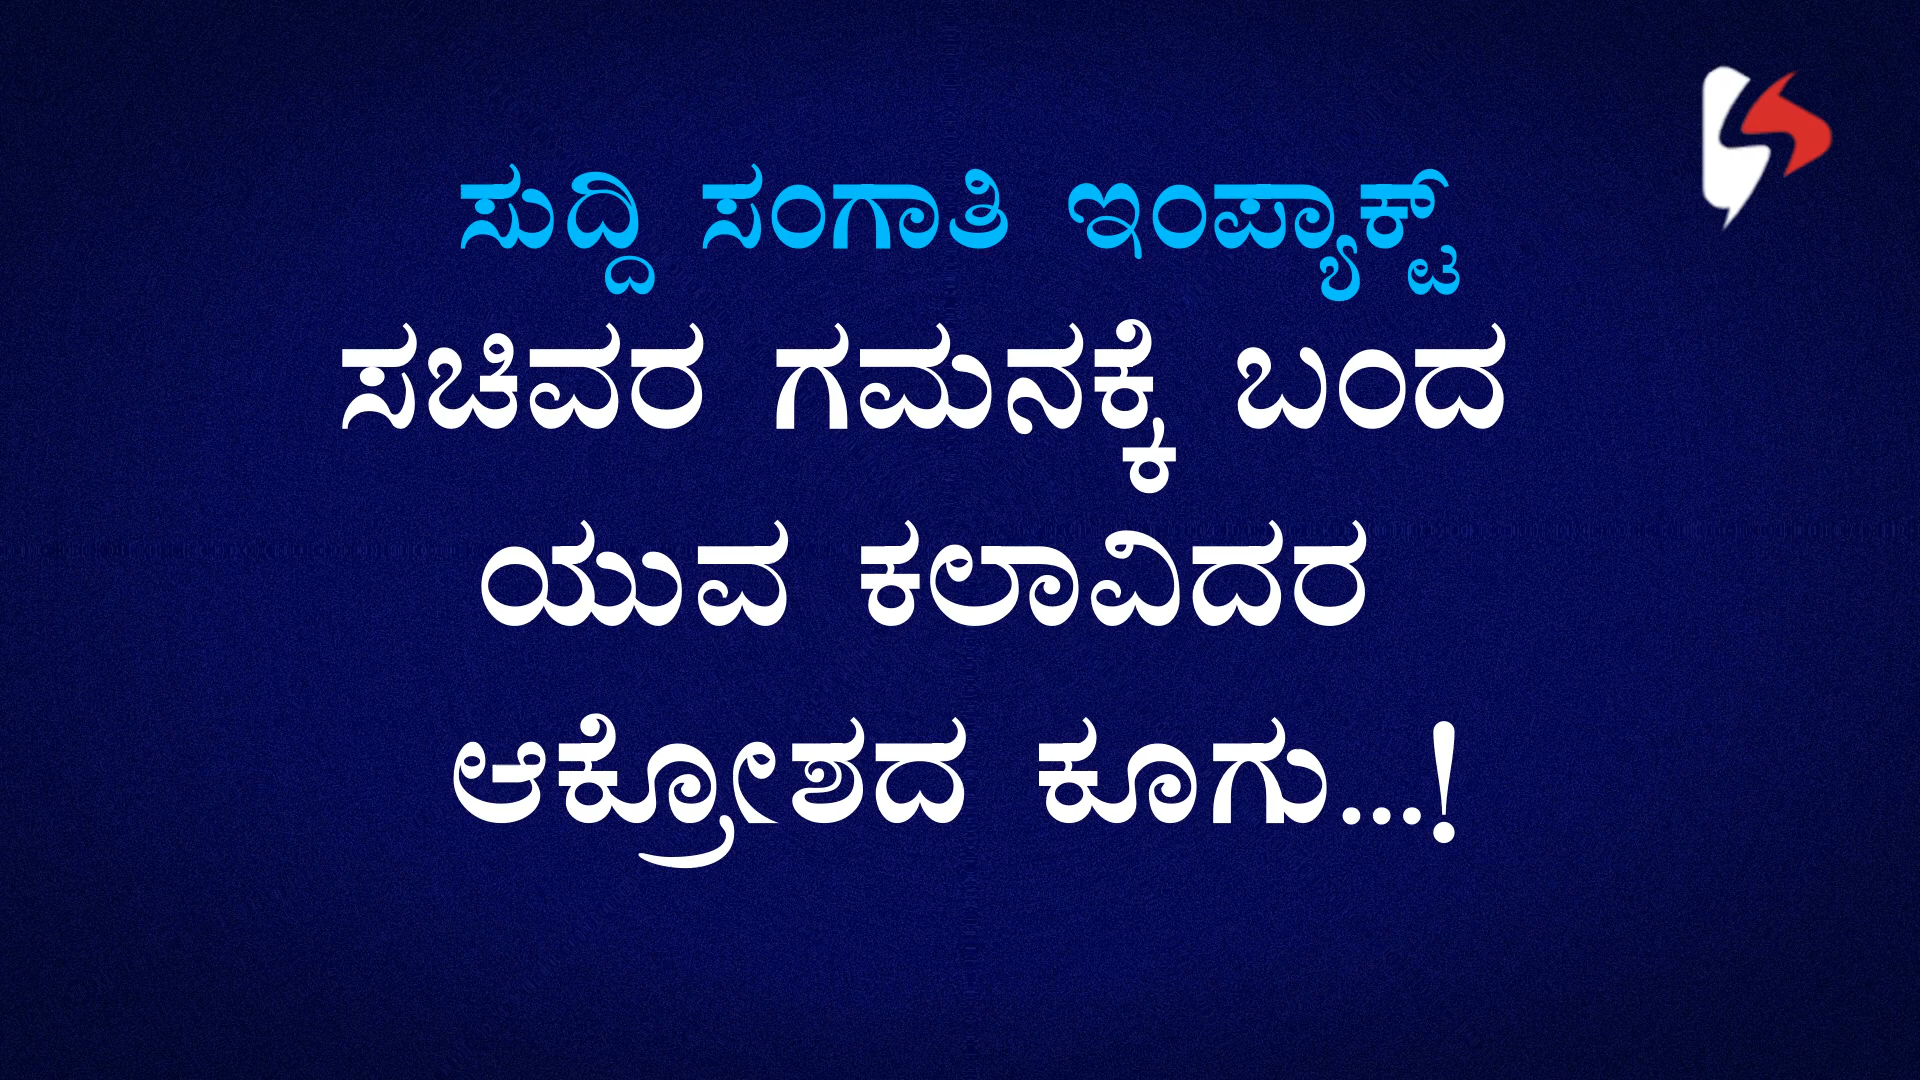 ಸುದ್ದಿ ಸಂಗಾತಿ ಇಂಪ್ಯಾಕ್ಟ್
ಸಚಿವರ ಗಮನಕ್ಕೆ ಬಂದ
ಯುವ ಕಲಾವಿದರ
ಆಕ್ರೋಶದ ಕೂಗು...!